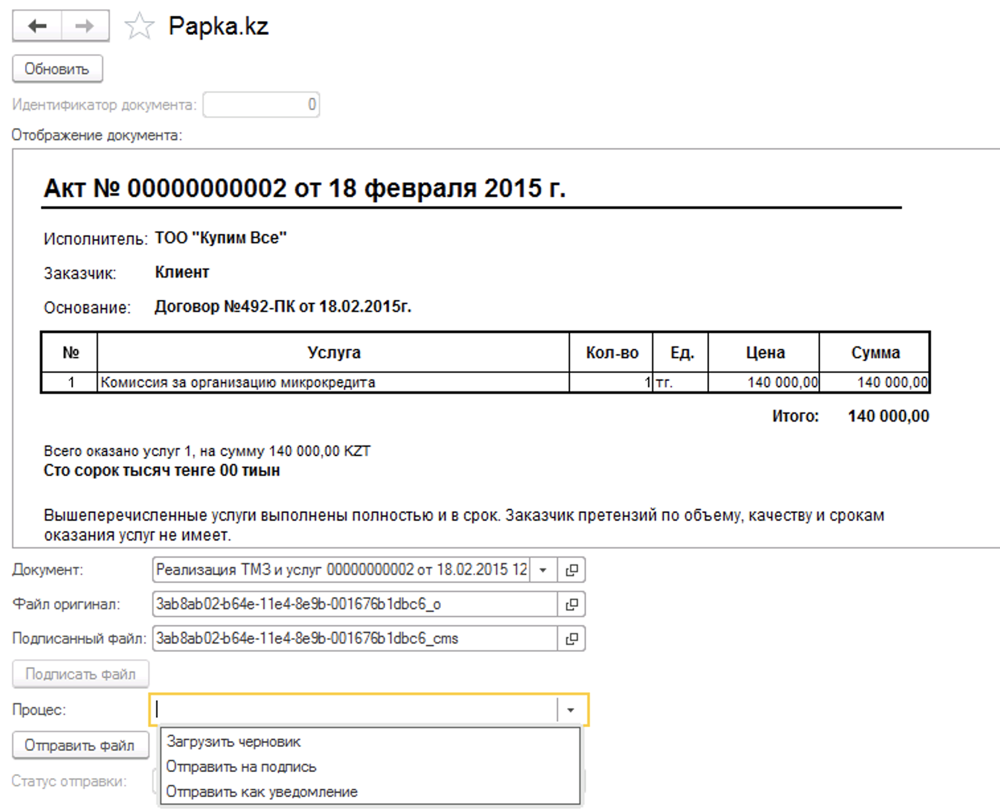 Papka.kz
Обновить
Идентификатор документа: 0
Отображение документа:
Акт № 00000000002 от 18 февраля 2015 г.
Исполнитель: ТОО "Купим Все"
Заказчик: Клиент
Основание: Договор №492-ПК от 18.02.2015г.
№ Услуга Кол-во Ед. Цена Сумма
1 Комиссия за организацию микрокредита 1 тг. 140 000,00 140 000,00
Итого: 140 000,00
Всего оказано услуг 1, на сумму 140 000,00 KZT
Сто сорок тысяч тенге 00 тиын
Вышеперечисленные услуги выполнены полностью и в срок. Заказчик претензий по объему, качеству и срокам
оказания услуг не имеет.
Документ: Реализация ТМЗ и услуг 00000000002 от 18.02.2015 12
Файл оригинал: 3ab8ab02-b64e-11e4-8e9b-001676b1dbc6_o
Подписанный файл: 3ab8ab02-b64e-11e4-8e9b-001676b1dbc6_cms
Подписать файл
Процес:
Загрузить черновик
Отправить файл
Отправить на подпись
Статус отправки:
Отправить как уведомление